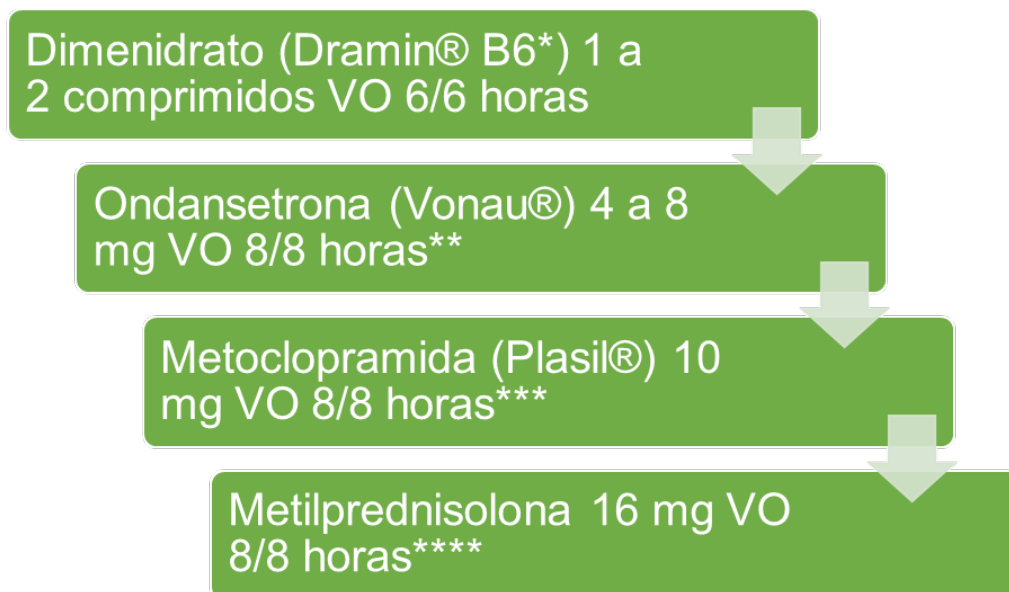 Dimenidrato (Dramin® B6*) 1 a
2 comprimidos VO 6/6 horas
Ondansetrona (Vonau®) 4 a 8
mg VO 8/8 horas**
Metoclopramida (Plasil®) 10
mg VO 8/8 horas***
Metilprednisolona 16 mg VO
8/8 horas****